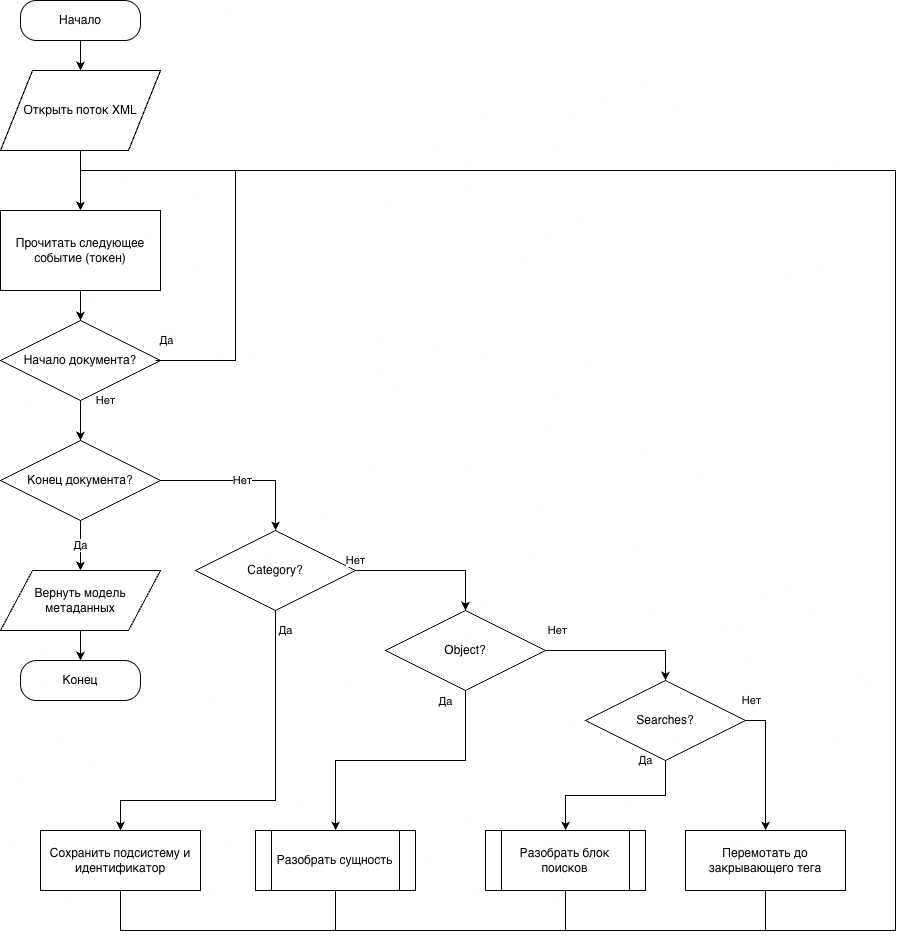 Начало
Открыть поток XML
Прочитать следующее
событие (токен)
Начало документа?
Да
Нет
Конец документа?
Нет
Да
Вернуть модель
метаданных
Конец
Category?
Нет
Да
Object?
Нет
Да
Searches?
Нет
Да
Сохранить подсистему и
идентификатор
Разобрать сущность
Разобрать блок
поисков
Перемотать до
закрывающего тега